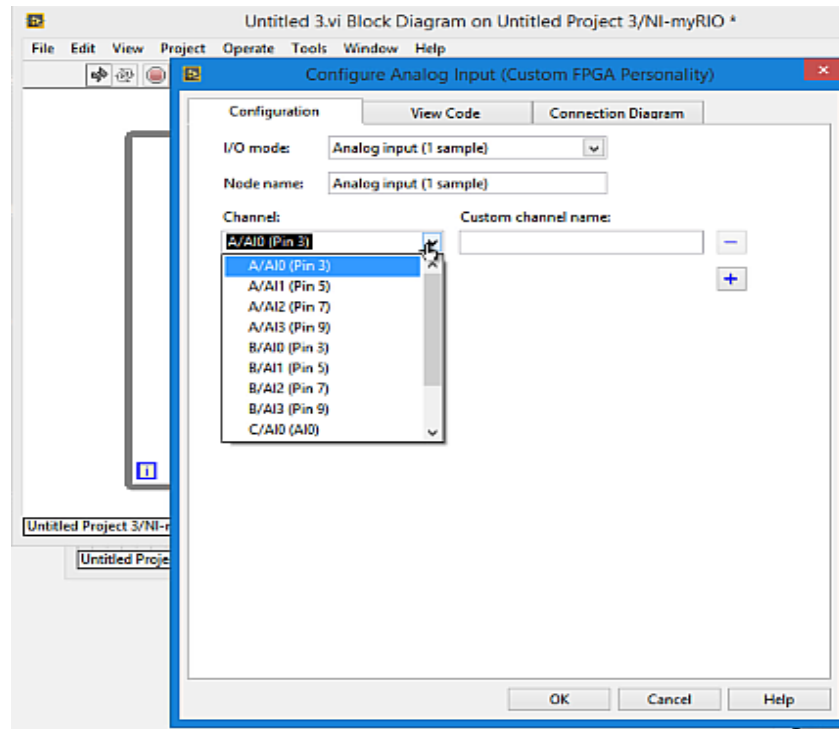 Untitled 3.vi Block Diagram on Untitled Project 3/NI-myRIO *
File Edit View Project Operate Tools Window Help
Configure Analog Input (Custom FPGA Personality)
Configuration View Code Connection Diagram
I/O mode: Analog input (1 sample)
Node name: Analog input (1 sample)
Channel: Custom channel name:
A/AI0 (Pin 3)
A/AI0 (Pin 3)
A/AI1 (Pin 5)
A/AI2 (Pin 7)
A/AI3 (Pin 9)
B/AI0 (Pin 3)
B/AI1 (Pin 5)
B/AI2 (Pin 7)
B/AI3 (Pin 9)
C/AI0 (AI0)
i
Untitled Project 3/NI-r
Untitled Proje
OK Cancel Help